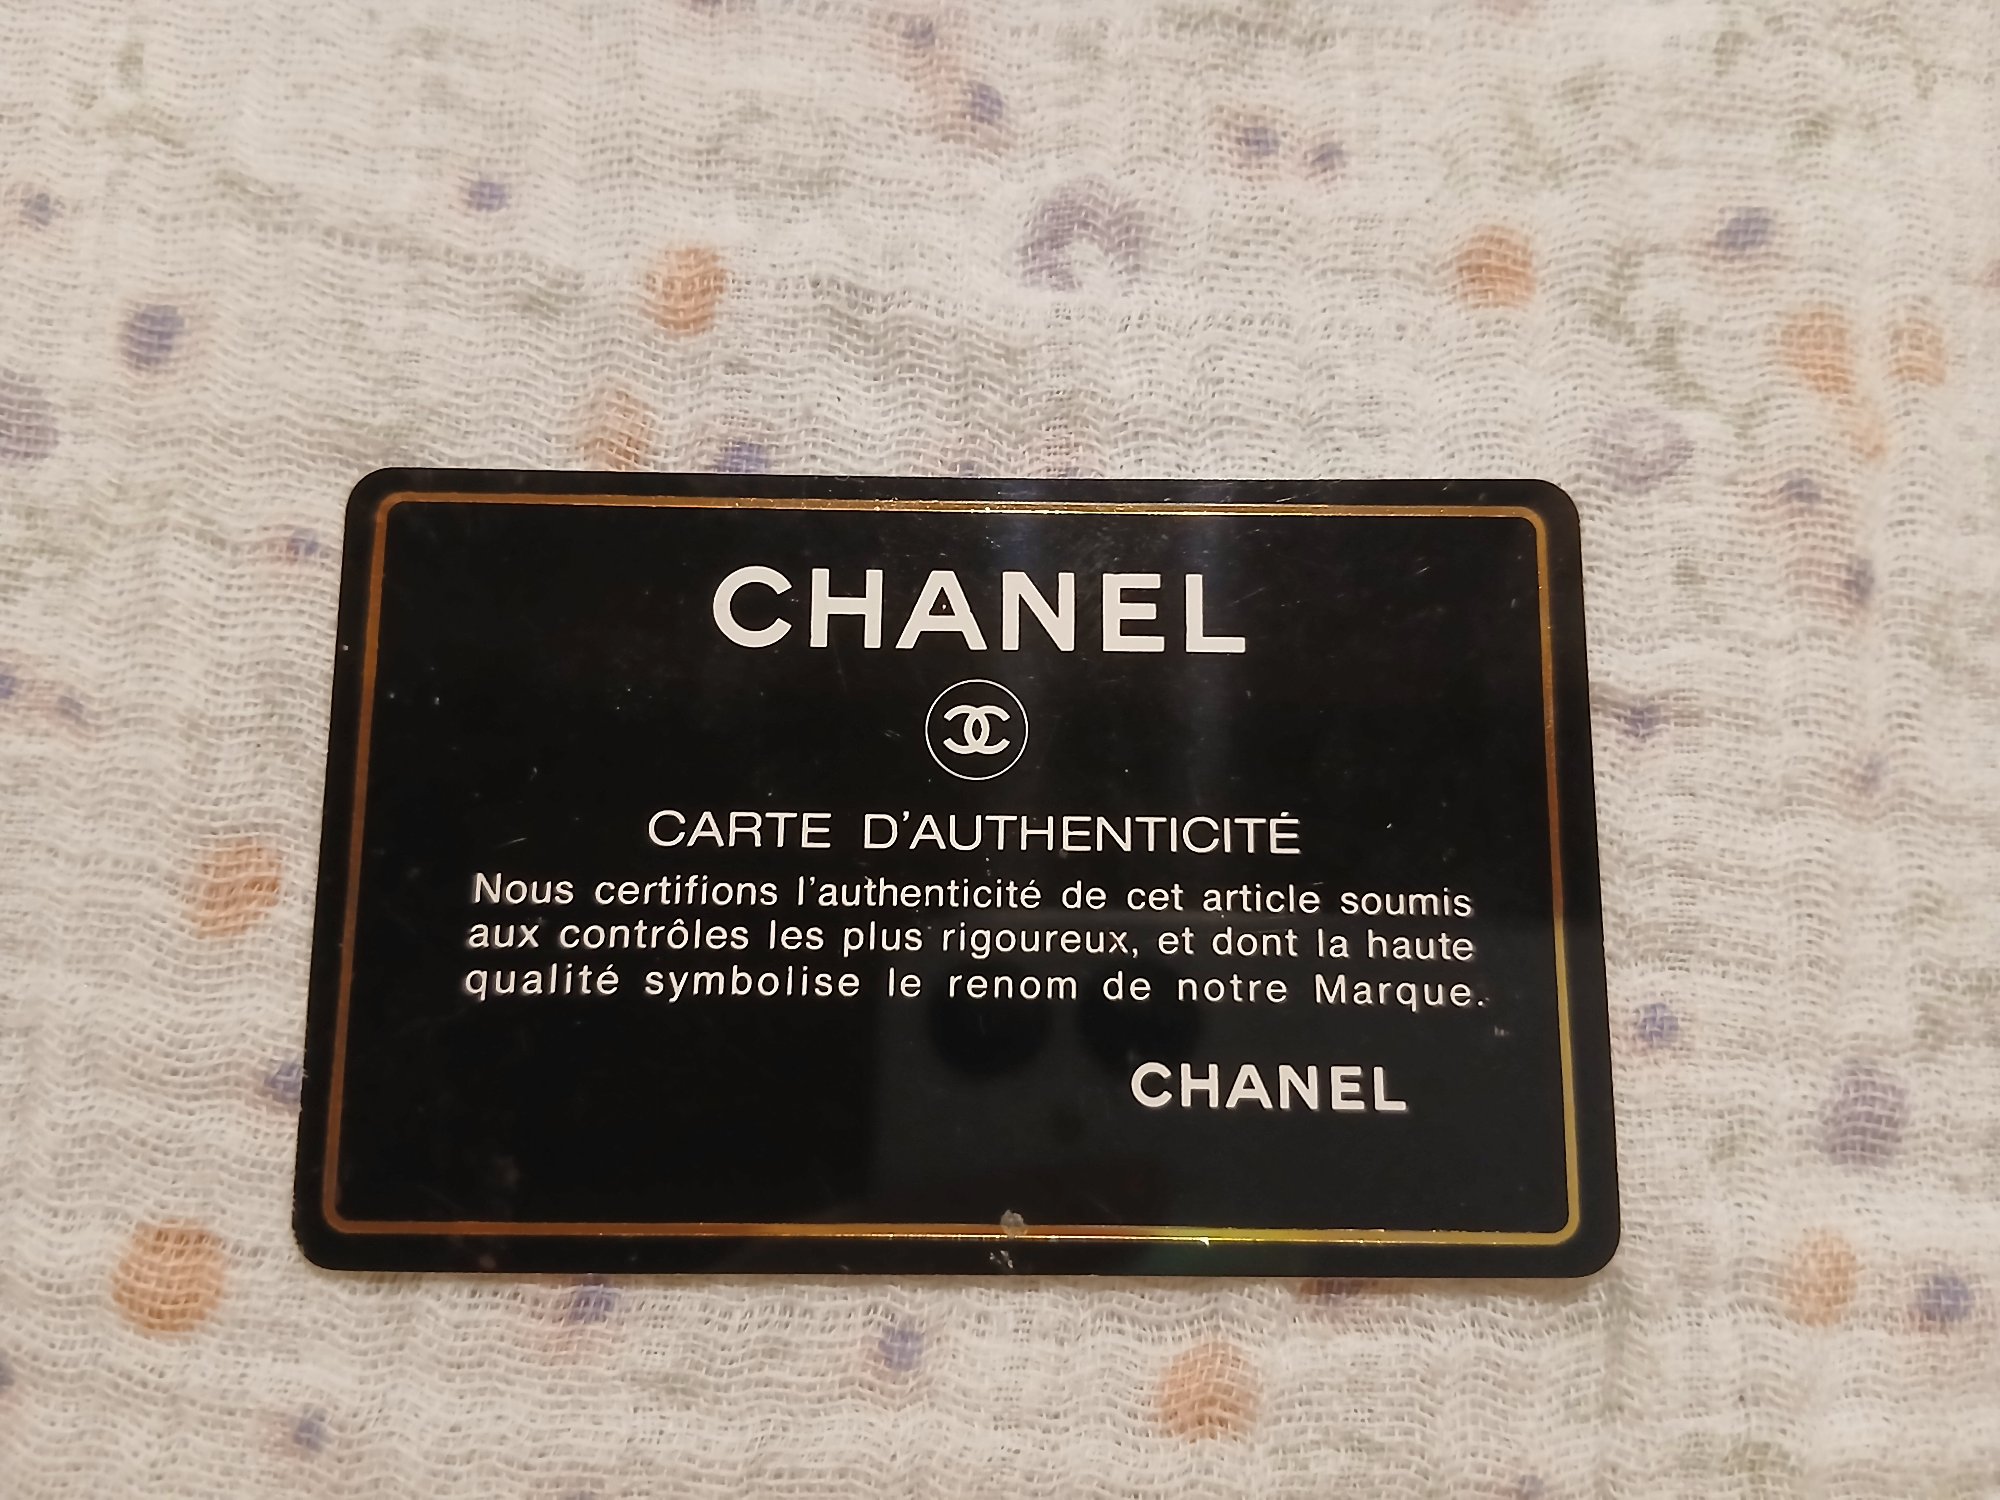 CHANEL
CARTE D'AUTHENTICITÉ
Nous certifions l'authenticité de cet article soumis
aux contrôles les plus rigoureux, et dont la haute
qualité symbolise le renom de notre Marque.
CHANEL